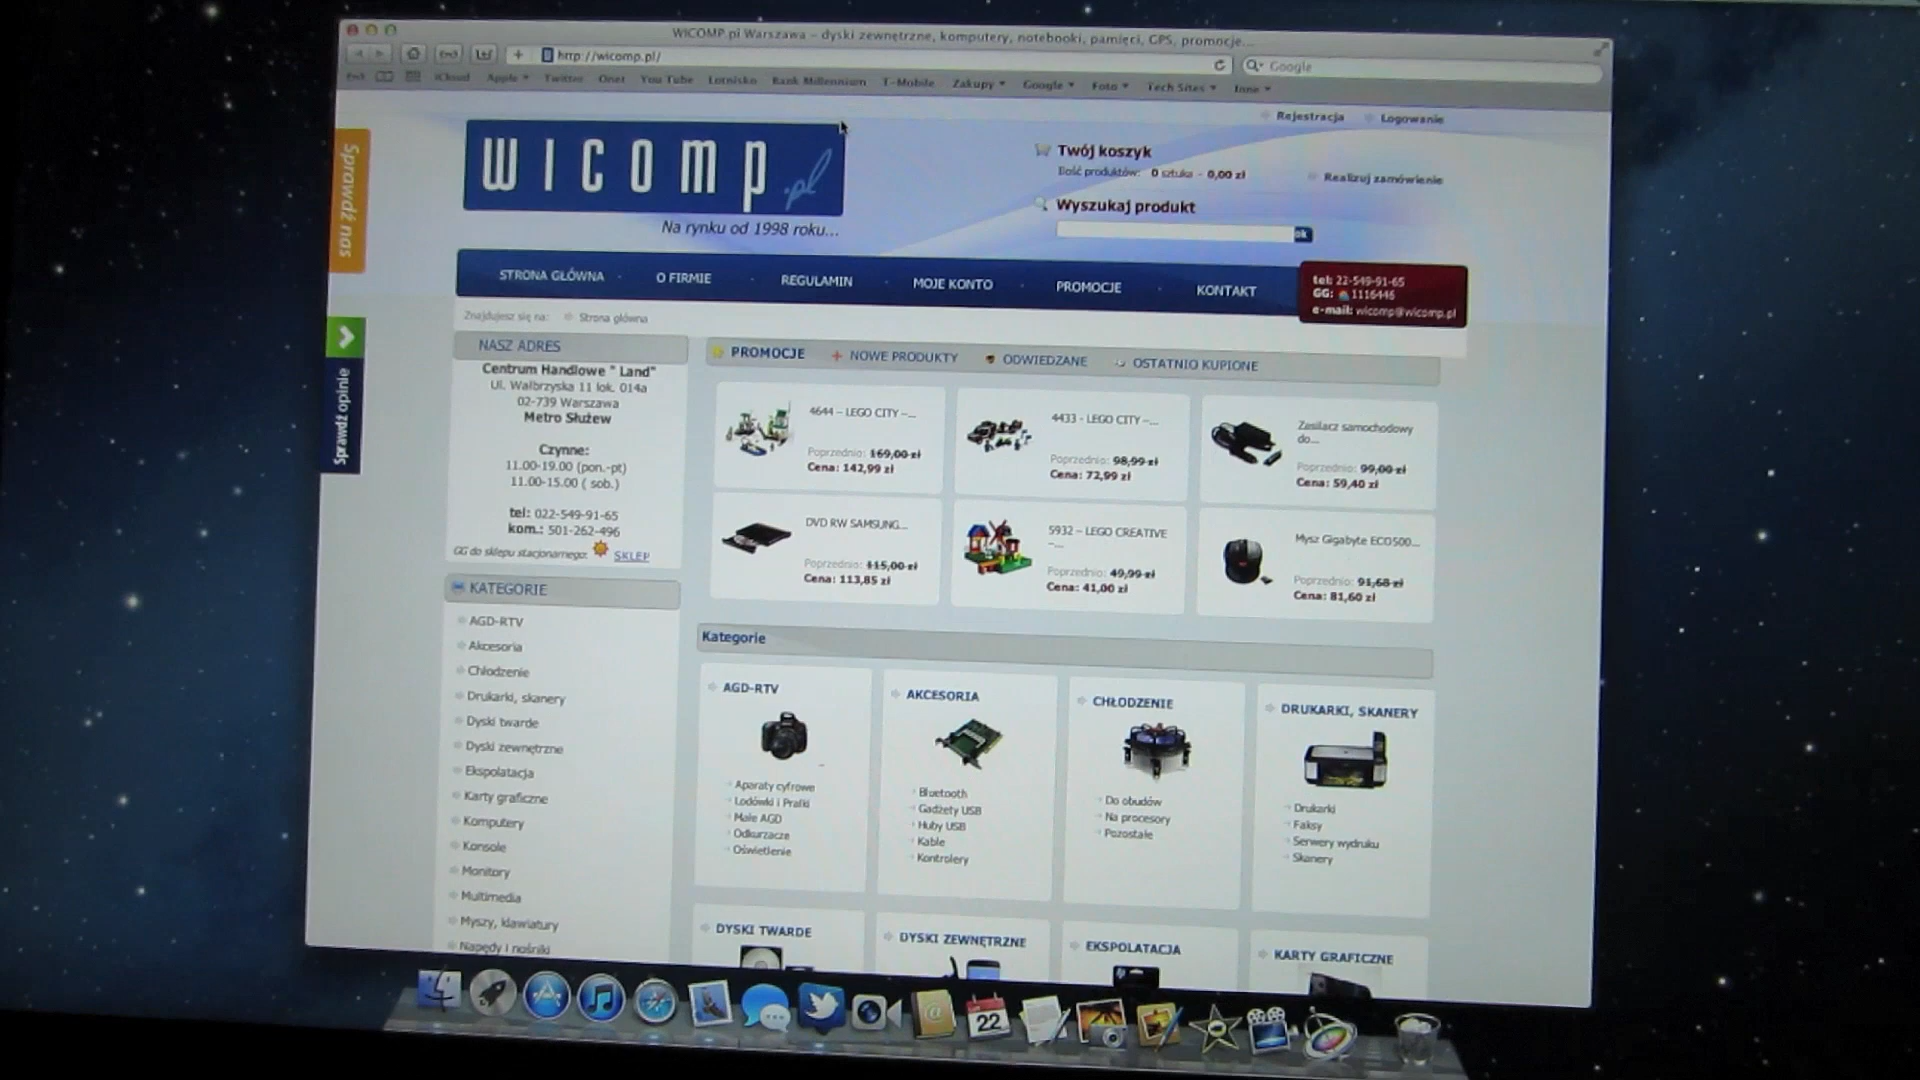 WICOMP.pl Warszawa – dyski zewnętrzne, komputery, notebooki, pamięci, GPS, promocje...
http://wicomp.pl/
Google
iCloud Apple Twitter Onet You Tube Lotnisko Bank Millennium T-Mobile Zakupy Google Foto Tech Sites Inne
Rejestracja Logowanie
Sprawdź nas
wicomp.pl
Na rynku od 1998 roku...
Twój koszyk
Ilość produktów: 0 sztuka - 0,00 zł
Realizuj zamówienie
Wyszukaj produkt
ok
STRONA GŁÓWNA O FIRMIE REGULAMIN MOJE KONTO PROMOCJE KONTAKT
tel: 22-549-91-65
GG: 1116446
e-mail: wicomp@wicomp.pl
Znajdujesz się na: Strona główna
Sprawdź opinie
NASZ ADRES
Centrum Handlowe " Land"
Ul. Wałbrzyska 11 lok. 014a
02-739 Warszawa
Metro Służew
Czynne:
11.00-19.00 (pon.-pt)
11.00-15.00 ( sob.)
tel: 022-549-91-65
kom.: 501-262-496
GG do sklepu stacjonarnego: SKLEP
PROMOCJE NOWE PRODUKTY ODWIEDZANE OSTATNIO KUPIONE
4644 – LEGO CITY –...
Poprzednio: 169,00 zł
Cena: 142,99 zł
4433 - LEGO CITY –...
Poprzednio: 98,99 zł
Cena: 72,99 zł
Zasilacz samochodowy
do...
Poprzednio: 99,00 zł
Cena: 59,40 zł
DVD RW SAMSUNG...
Poprzednio: 115,00 zł
Cena: 113,85 zł
5932 – LEGO CREATIVE
–...
Poprzednio: 49,99 zł
Cena: 41,00 zł
Mysz Gigabyte ECO500...
Poprzednio: 91,68 zł
Cena: 81,60 zł
KATEGORIE
AGD-RTV
Akcesoria
Chłodzenie
Drukarki, skanery
Dyski twarde
Dyski zewnętrzne
Ekspolatacja
Karty graficzne
Komputery
Konsole
Monitory
Multimedia
Myszy, klawiatury
Napędy i nośniki
Kategorie
AGD-RTV
Aparaty cyfrowe
Lodówki i Pralki
Małe AGD
Odkurzacze
Oświetlenie
AKCESORIA
Bluetooth
Gadżety USB
Huby USB
Kable
Kontrolery
CHŁODZENIE
Do obudów
Na procesory
Pozostałe
DRUKARKI, SKANERY
Drukarki
Faksy
Serwery wydruku
Skanery
DYSKI TWARDE
DYSKI ZEWNĘTRZNE
EKSPOLATACJA
KARTY GRAFICZNE
22